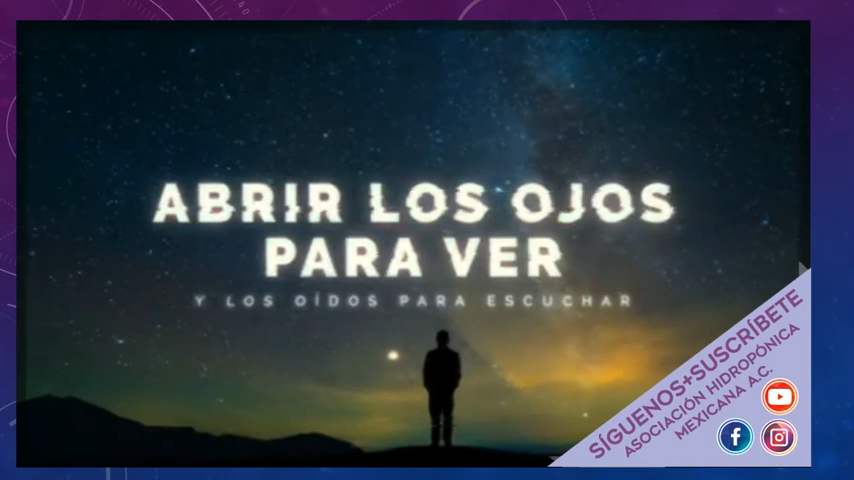 ABRIR LOS OJOS
PARA VER
Y LOS OÍDOS PARA ESCUCHAR
SÍGUENOS+SUSCRÍBETE
ASOCIACIÓN HIDROPÓNICA
MEXICANA A.C.